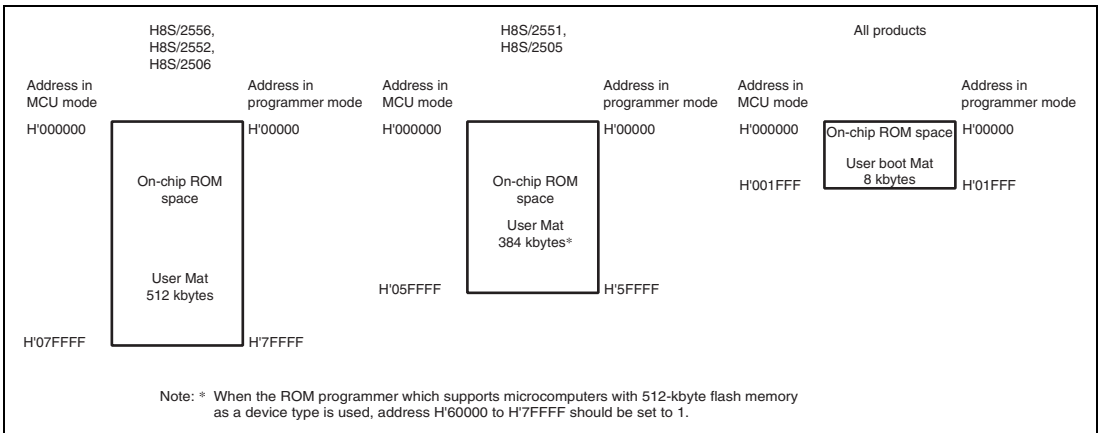 H8S/2556,
H8S/2552,
H8S/2506
Address in
MCU mode
Address in
programmer mode
H'000000
H'00000
On-chip ROM
space
User Mat
512 kbytes
H'07FFFF
H'7FFFF
H8S/2551,
H8S/2505
Address in
MCU mode
Address in
programmer mode
H'000000
H'00000
On-chip ROM
space
User Mat
384 kbytes*
H'05FFFF
H'5FFFF
All products
Address in
MCU mode
Address in
programmer mode
H'000000
H'00000
On-chip ROM space
User boot Mat
8 kbytes
H'001FFF
H'01FFF
Note: * When the ROM programmer which supports microcomputers with 512-kbyte flash memory
as a device type is used, address H'60000 to H'7FFFF should be set to 1.